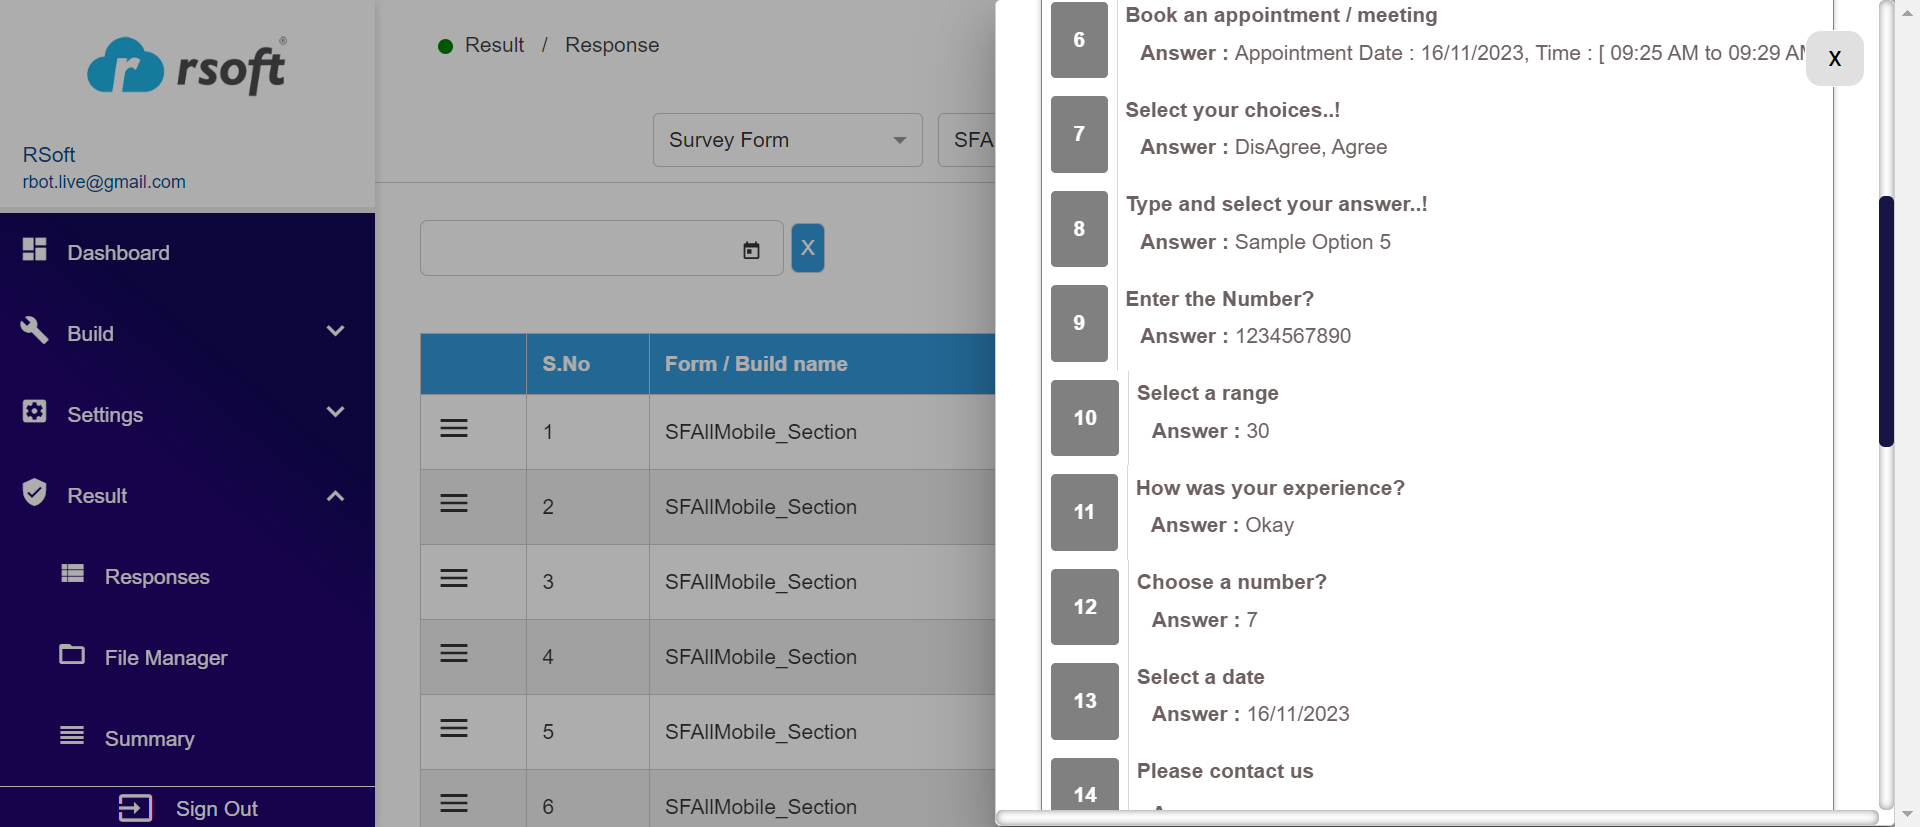 rsoft®
RSoft
rbot.live@gmail.com
Dashboard
Build
Settings
Result
Responses
File Manager
Summary
Sign Out
Result / Response
Survey Form
SFA
X
S.No Form / Build name
1 SFAllMobile_Section
2 SFAllMobile_Section
3 SFAllMobile_Section
4 SFAllMobile_Section
5 SFAllMobile_Section
6 SFAllMobile_Section
X
6 Book an appointment / meeting
Answer : Appointment Date : 16/11/2023, Time : [ 09:25 AM to 09:29 AM
7 Select your choices..!
Answer : DisAgree, Agree
8 Type and select your answer..!
Answer : Sample Option 5
9 Enter the Number?
Answer : 1234567890
10 Select a range
Answer : 30
11 How was your experience?
Answer : Okay
12 Choose a number?
Answer : 7
13 Select a date
Answer : 16/11/2023
14 Please contact us